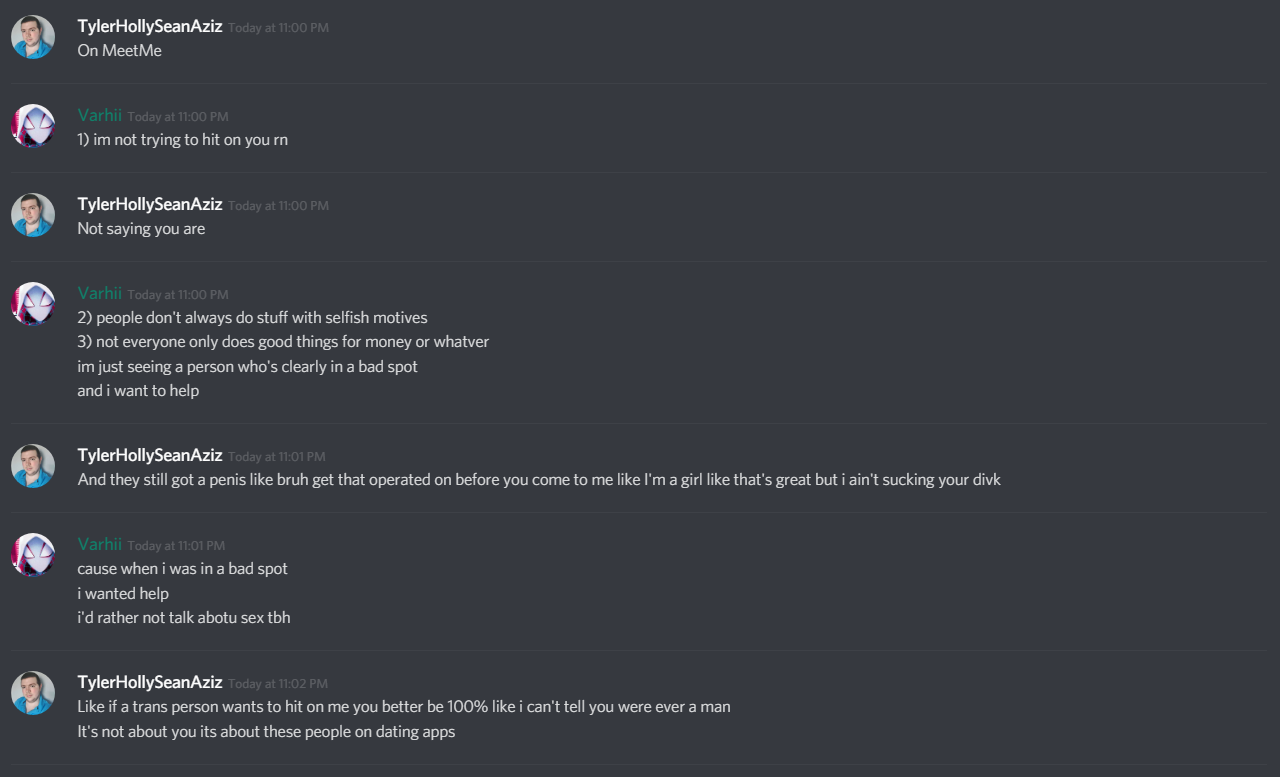 TylerHollySeanAziz Today at 11:00 PM
On MeetMe
Varhii Today at 11:00 PM
1) im not trying to hit on you rn
TylerHollySeanAziz Today at 11:00 PM
Not saying you are
Varhii Today at 11:00 PM
2) people don't always do stuff with selfish motives
3) not everyone only does good things for money or whatver
im just seeing a person who's clearly in a bad spot
and i want to help
TylerHollySeanAziz Today at 11:01 PM
And they still got a penis like bruh get that operated on before you come to me like I'm a girl like that's great but i ain't sucking your divk
Varhii Today at 11:01 PM
cause when i was in a bad spot
i wanted help
i'd rather not talk abotu sex tbh
TylerHollySeanAziz Today at 11:02 PM
Like if a trans person wants to hit on me you better be 100% like i can't tell you were ever a man
It's not about you its about these people on dating apps